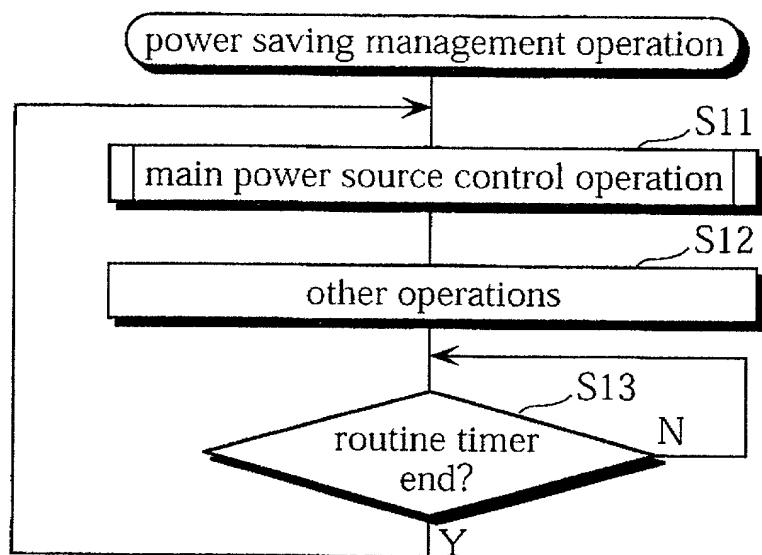 power saving management operation
S11
main power source control operation
S12
other operations
S13
routine timer
end?
N
Y